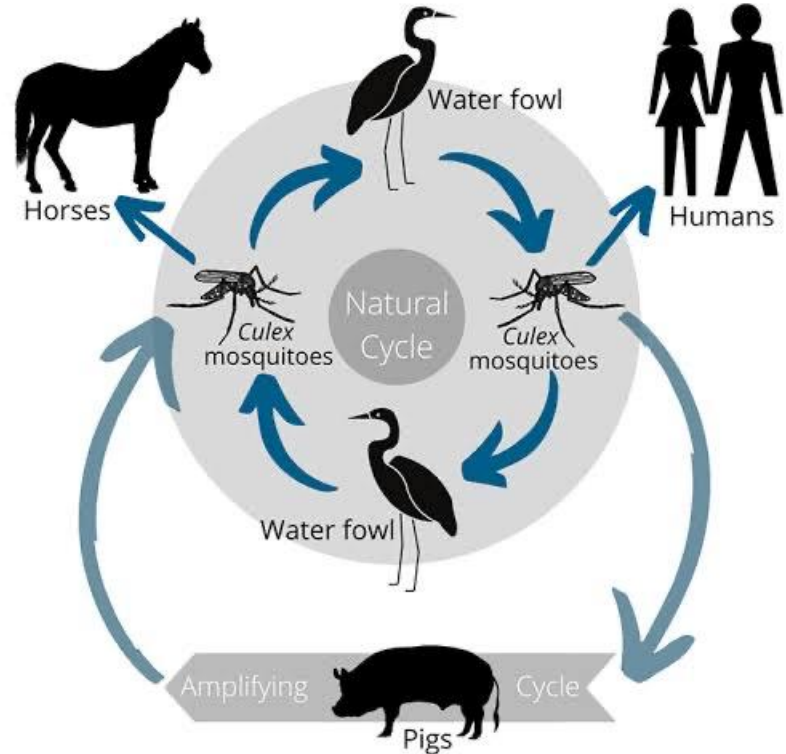 Water fowl
Horses
Humans
Natural
Cycle
Culex
mosquitoes
Culex
mosquitoes
Water fowl
Amplifying
Cycle
Pigs